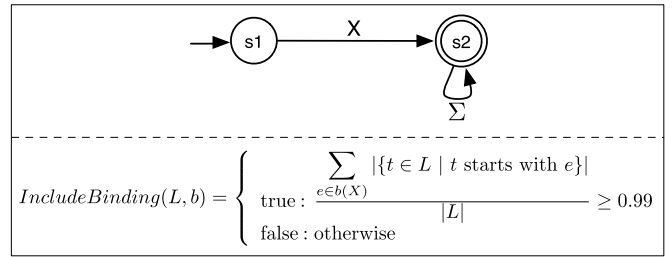 X
s1 s2
Σ
∑ |{t ∈ L | t starts with e}|
e∈b(X)
IncludeBinding(L, b) = { true : ≥ 0.99
|L|
false : otherwise